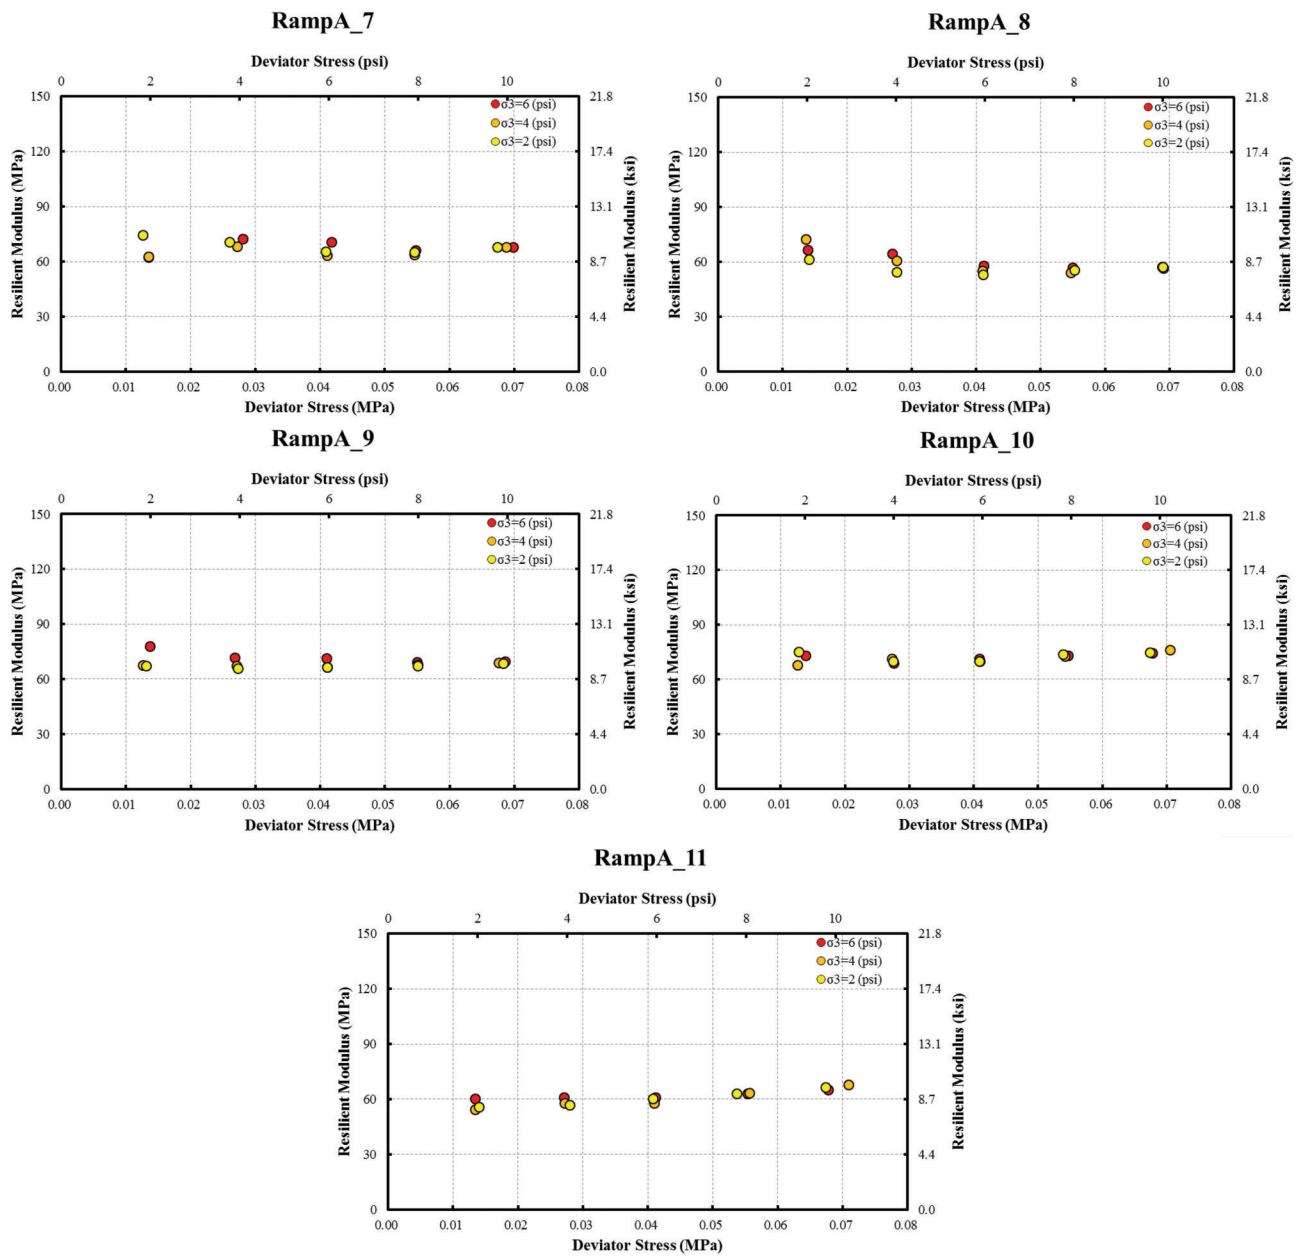 RampA_7
Deviator Stress (psi)
0 2 4 6 8 10
σ3=6 (psi)
σ3=4 (psi)
σ3=2 (psi)
Resilient Modulus (MPa)
150
120
90
60
30
0
Resilient Modulus (ksi)
21.8
17.4
13.1
8.7
4.4
0.0
0.00 0.01 0.02 0.03 0.04 0.05 0.06 0.07 0.08
Deviator Stress (MPa)
RampA_8
Deviator Stress (psi)
0 2 4 6 8 10
σ3=6 (psi)
σ3=4 (psi)
σ3=2 (psi)
Resilient Modulus (MPa)
150
120
90
60
30
0
Resilient Modulus (ksi)
21.8
17.4
13.1
8.7
4.4
0.0
0.00 0.01 0.02 0.03 0.04 0.05 0.06 0.07 0.08
Deviator Stress (MPa)
RampA_9
Deviator Stress (psi)
0 2 4 6 8 10
σ3=6 (psi)
σ3=4 (psi)
σ3=2 (psi)
Resilient Modulus (MPa)
150
120
90
60
30
0
Resilient Modulus (ksi)
21.8
17.4
13.1
8.7
4.4
0.0
0.00 0.01 0.02 0.03 0.04 0.05 0.06 0.07 0.08
Deviator Stress (MPa)
RampA_10
Deviator Stress (psi)
0 2 4 6 8 10
σ3=6 (psi)
σ3=4 (psi)
σ3=2 (psi)
Resilient Modulus (MPa)
150
120
90
60
30
0
Resilient Modulus (ksi)
21.8
17.4
13.1
8.7
4.4
0.0
0.00 0.01 0.02 0.03 0.04 0.05 0.06 0.07 0.08
Deviator Stress (MPa)
RampA_11
Deviator Stress (psi)
0 2 4 6 8 10
σ3=6 (psi)
σ3=4 (psi)
σ3=2 (psi)
Resilient Modulus (MPa)
150
120
90
60
30
0
Resilient Modulus (ksi)
21.8
17.4
13.1
8.7
4.4
0.0
0.00 0.01 0.02 0.03 0.04 0.05 0.06 0.07 0.08
Deviator Stress (MPa)